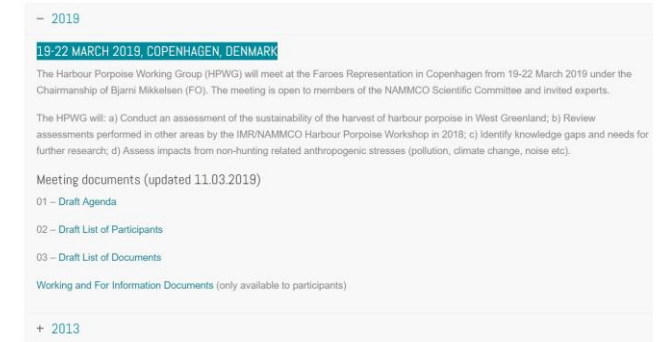 − 2019
19-22 MARCH 2019, COPENHAGEN, DENMARK
The Harbour Porpoise Working Group (HPWG) will meet at the Faroes Representation in Copenhagen from 19-22 March 2019 under the
Chairmanship of Bjarni Mikkelsen (FO). The meeting is open to members of the NAMMCO Scientific Committee and invited experts.
The HPWG will: a) Conduct an assessment of the sustainability of the harvest of harbour porpoise in West Greenland; b) Review
assessments performed in other areas by the IMR/NAMMCO Harbour Porpoise Workshop in 2018; c) Identify knowledge gaps and needs for
further research; d) Assess impacts from non-hunting related anthropogenic stresses (pollution, climate change, noise etc).
Meeting documents (updated 11.03.2019)
01 – Draft Agenda
02 – Draft List of Participants
03 – Draft List of Documents
Working and For Information Documents (only available to participants)
+ 2013